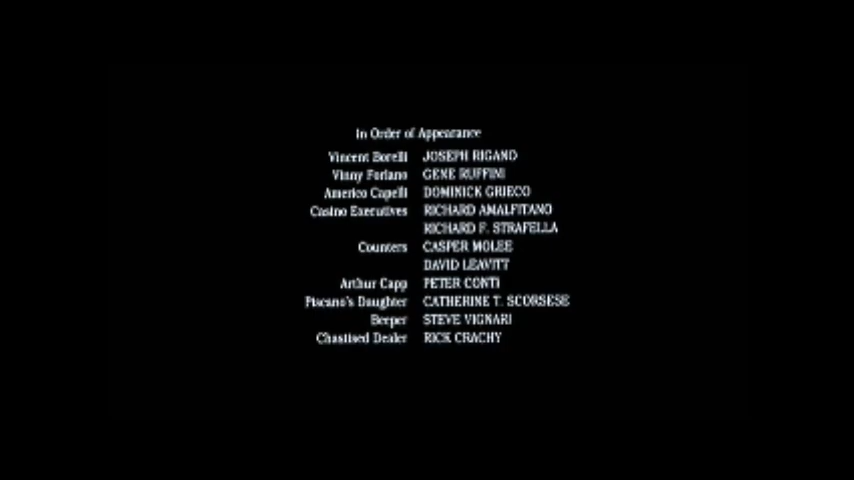 In Order of Appearance
Vincent Borelli JOSEPH RIGANO
Vinny Forlano GENE RUFFINI
Americo Capelli DOMINICK GRIECO
Casino Executives RICHARD AMALFITANO
RICHARD F. STRAFELLA
Counters CASPER MOLEE
DAVID LEAVITT
Arthur Capp PETER CONTI
Piscano's Daughter CATHERINE T. SCORSESE
Beeper STEVE VIGNARI
Chastised Dealer RICK CRACHY